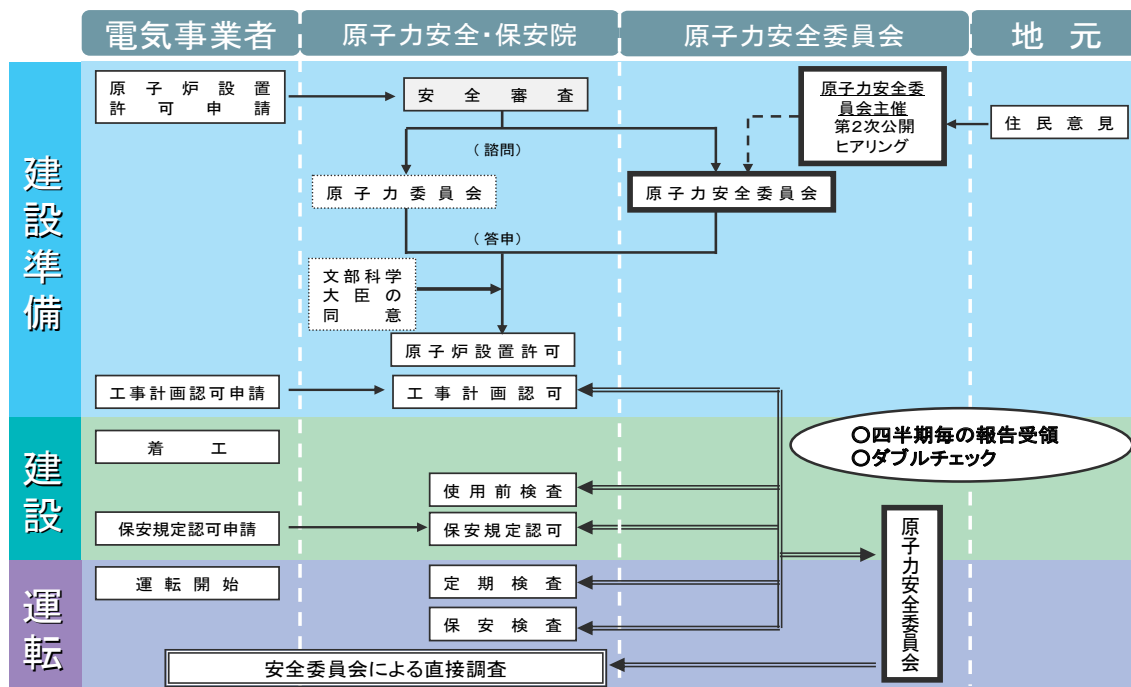 電気事業者
原子力安全・保安院
原子力安全委員会
地元
建設準備
原子炉設置
許可申請
安全審査
原子力安全委
員会主催
第2次公開
ヒアリング
住民意見
(諮問)
原子力委員会
原子力安全委員会
(答申)
文部科学
大臣の
同意
原子炉設置許可
工事計画認可申請
工事計画認可
建設
着工
○四半期毎の報告受領
○ダブルチェック
使用前検査
保安規定認可申請
保安規定認可
原子力安全委員会
運転
運転開始
定期検査
保安検査
安全委員会による直接調査